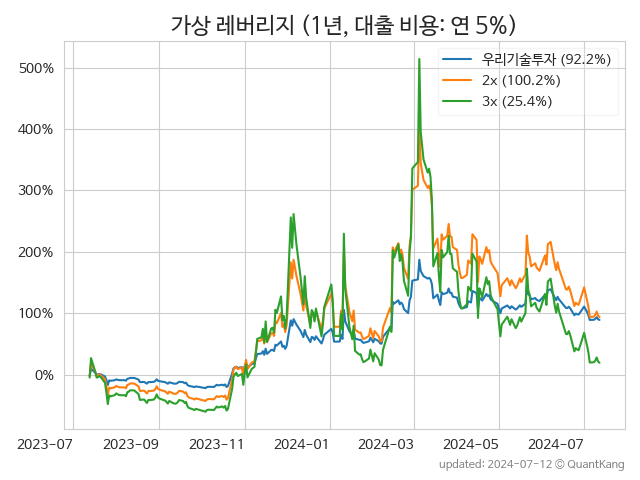 가상 레버리지 (1년, 대출 비용: 연 5%)
우리기술투자 (92.2%)
2x (100.2%)
3x (25.4%)
500%
400%
300%
200%
100%
0%
2023-07 2023-09 2023-11 2024-01 2024-03 2024-05 2024-07
updated: 2024-07-12 © QuantKang